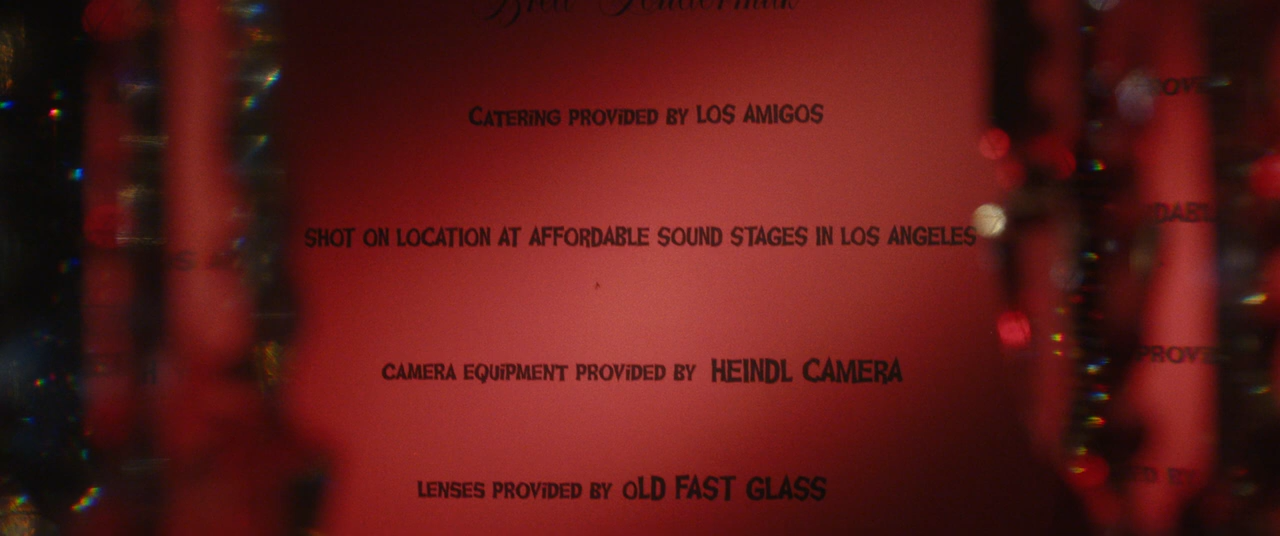 CATERING PROVIDED BY LOS AMIGOS
SHOT ON LOCATION AT AFFORDABLE SOUND STAGES IN LOS ANGELES
CAMERA EQUIPMENT PROVIDED BY HEINDL CAMERA
LENSES PROVIDED BY OLD FAST GLASS